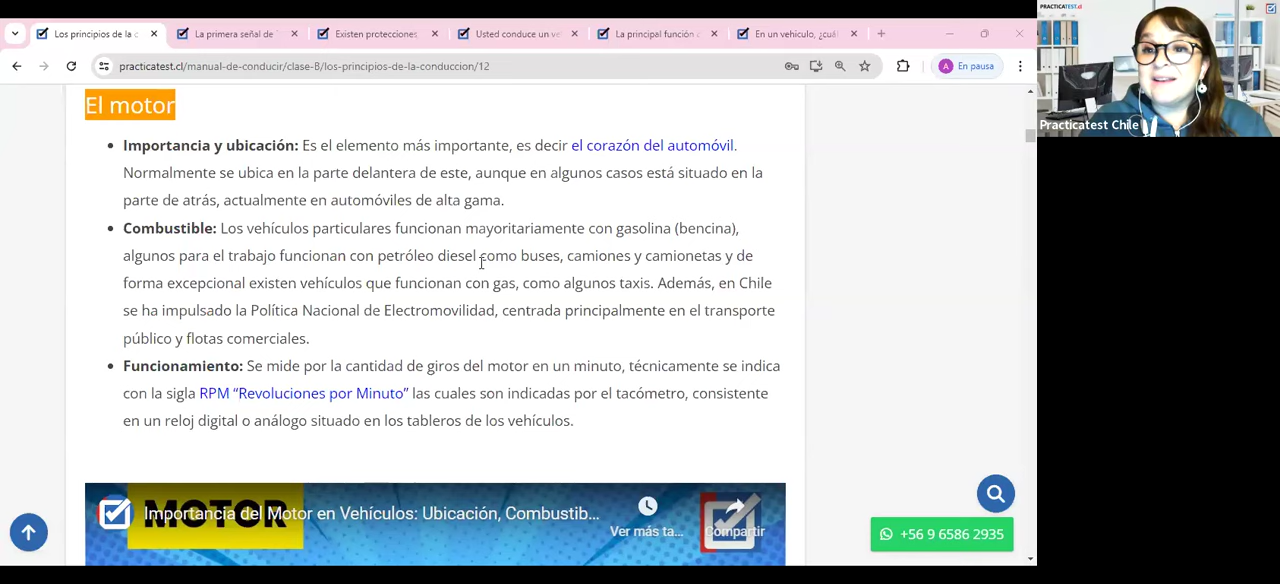 Los principios de la c
La primera señal de
Existen protecciones
Usted conduce un ve
La principal función
En un vehículo, ¿cuál
practicatest.cl/manual-de-conducir/clase-B/los-principios-de-la-conduccion/12
A
En pausa
PRACTICATEST.cl
Practicatest Chile
El motor
Importancia y ubicación: Es el elemento más importante, es decir el corazón del automóvil.
Normalmente se ubica en la parte delantera de este, aunque en algunos casos está situado en la
parte de atrás, actualmente en automóviles de alta gama.
Combustible: Los vehículos particulares funcionan mayoritariamente con gasolina (bencina),
algunos para el trabajo funcionan con petróleo diesel como buses, camiones y camionetas y de
forma excepcional existen vehículos que funcionan con gas, como algunos taxis. Además, en Chile
se ha impulsado la Política Nacional de Electromovilidad, centrada principalmente en el transporte
público y flotas comerciales.
Funcionamiento: Se mide por la cantidad de giros del motor en un minuto, técnicamente se indica
con la sigla RPM “Revoluciones por Minuto” las cuales son indicadas por el tacómetro, consistente
en un reloj digital o análogo situado en los tableros de los vehículos.
MOTOR
Importancia del Motor en Vehículos: Ubicación, Combustib...
Ver más ta...
Compartir
+56 9 6586 2935